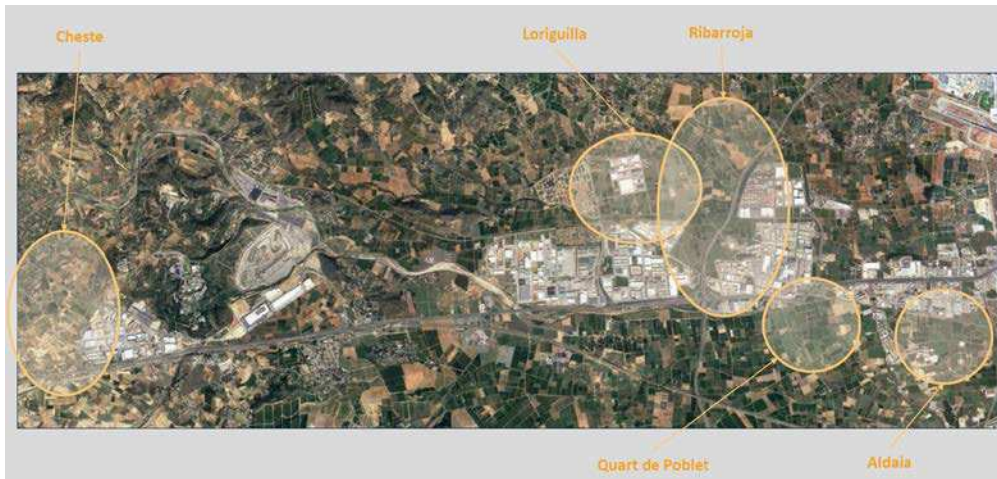 Cheste
Loriguilla
Ribarroja
Quart de Poblet
Aldaia